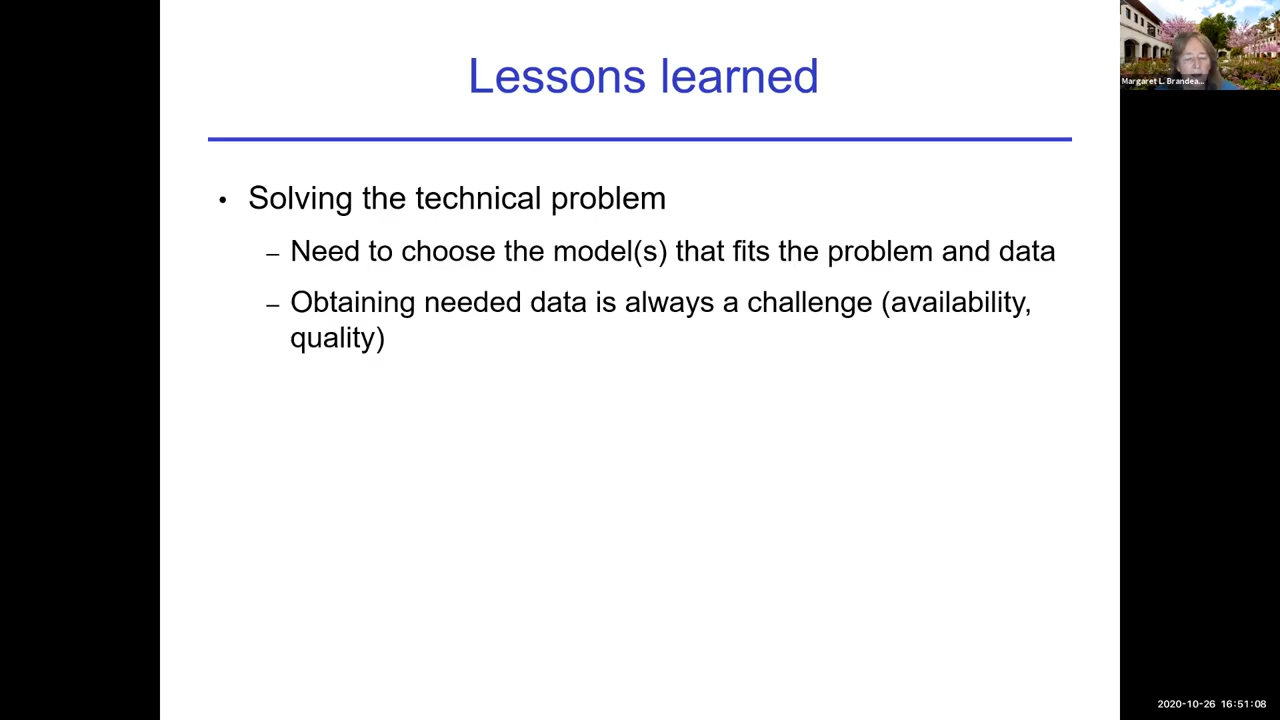 Lessons learned
Margaret L. Brandea...
• Solving the technical problem
– Need to choose the model(s) that fits the problem and data
– Obtaining needed data is always a challenge (availability,
quality)
2020-10-26 16:51:08